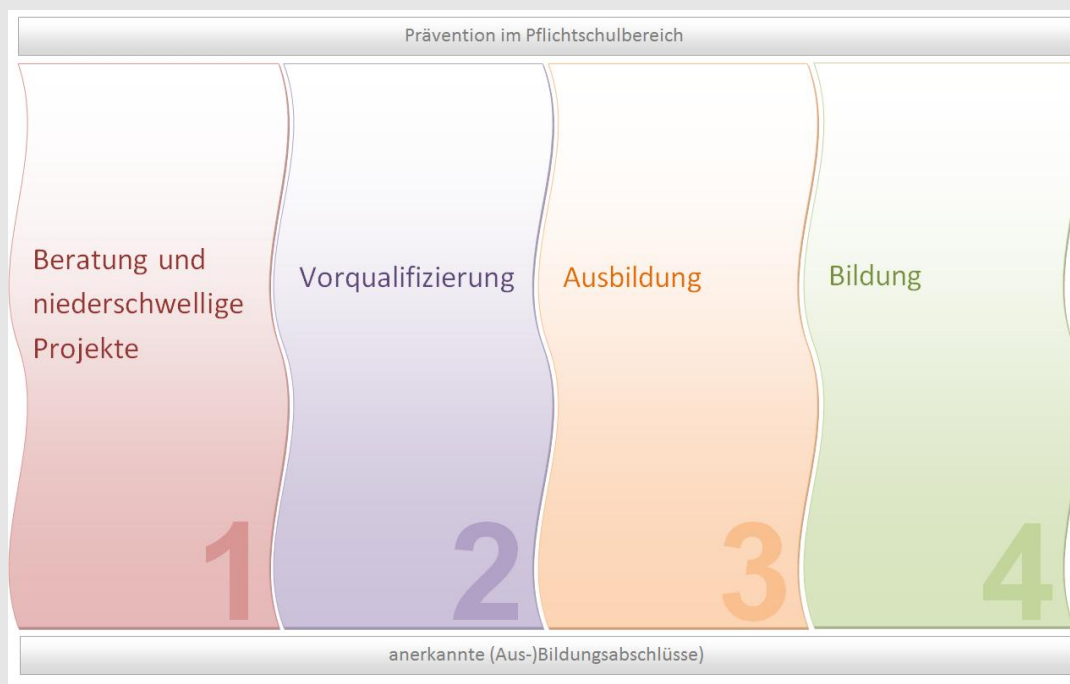 Prävention im Pflichtschulbereich
Beratung und
niederschwellige
Projekte
1
Vorqualifizierung
2
Ausbildung
3
Bildung
4
anerkannte (Aus-)Bildungsabschlüsse)